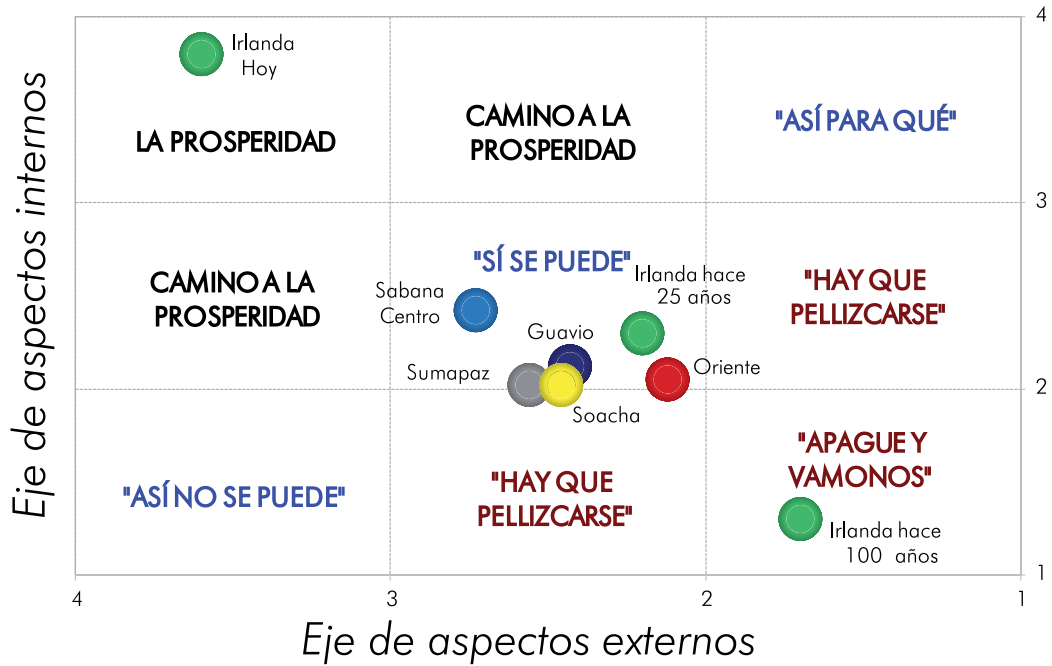 4
Irlanda
Hoy
LA PROSPERIDAD
CAMINO A LA
PROSPERIDAD
"ASÍ PARA QUÉ"
3
CAMINO A LA
PROSPERIDAD
"SÍ SE PUEDE"
Sabana
Centro
Irlanda hace
25 años
Guavio
Sumapaz
Soacha
Oriente
"HAY QUE
PELLIZCARSE"
2
"ASÍ NO SE PUEDE"
"HAY QUE
PELLIZCARSE"
"APAGUE Y
VAMONOS"
Irlanda hace
100 años
1
4
3
2
1
Eje de aspectos internos
Eje de aspectos externos